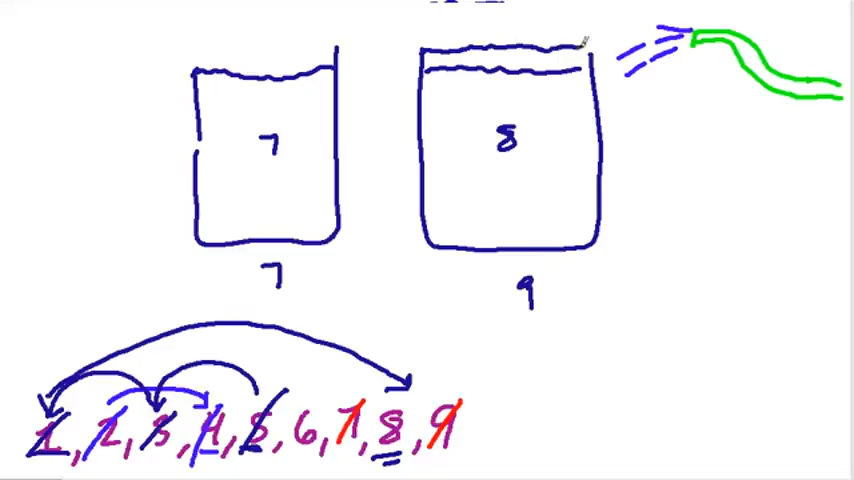 7 8
7 9
1, 2, 3, 4, 5, 6, 7, 8, 9